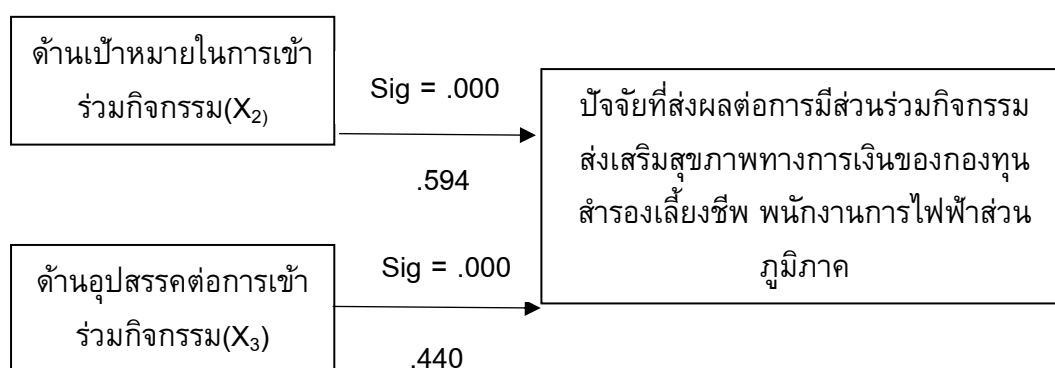 ด้านเป้าหมายในการเข้า
ร่วมกิจกรรม(X2)
Sig = .000
.594
ปัจจัยที่ส่งผลต่อการมีส่วนร่วมกิจกรรม
ส่งเสริมสุขภาพทางการเงินของกองทุน
สำรองเลี้ยงชีพ พนักงานการไฟฟ้าส่วน
ภูมิภาค
ด้านอุปสรรคต่อการเข้า
ร่วมกิจกรรม(X3)
Sig = .000
.440